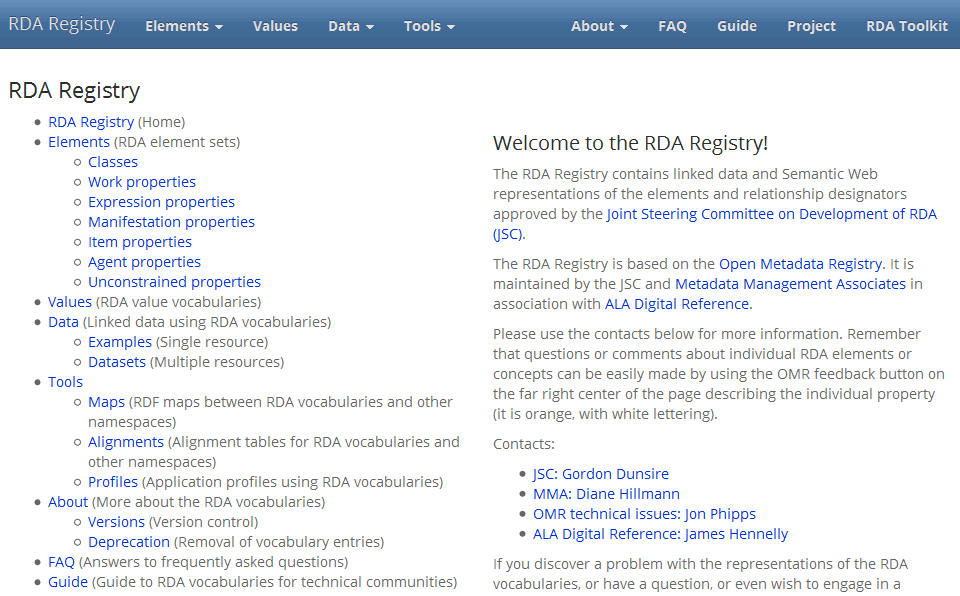 RDA Registry Elements Values Data Tools About FAQ Guide Project RDA Toolkit
RDA Registry
RDA Registry (Home)
Elements (RDA element sets)
Classes
Work properties
Expression properties
Manifestation properties
Item properties
Agent properties
Unconstrained properties
Values (RDA value vocabularies)
Data (Linked data using RDA vocabularies)
Examples (Single resource)
Datasets (Multiple resources)
Tools
Maps (RDF maps between RDA vocabularies and other
namespaces)
Alignments (Alignment tables for RDA vocabularies and
other namespaces)
Profiles (Application profiles using RDA vocabularies)
About (More about the RDA vocabularies)
Versions (Version control)
Deprecation (Removal of vocabulary entries)
FAQ (Answers to frequently asked questions)
Guide (Guide to RDA vocabularies for technical communities)
Welcome to the RDA Registry!
The RDA Registry contains linked data and Semantic Web
representations of the elements and relationship designators
approved by the Joint Steering Committee on Development of RDA
(JSC).
The RDA Registry is based on the Open Metadata Registry. It is
maintained by the JSC and Metadata Management Associates in
association with ALA Digital Reference.
Please use the contacts below for more information. Remember
that questions or comments about individual RDA elements or
concepts can be easily made by using the OMR feedback button on
the far right center of the page describing the individual property
(it is orange, with white lettering).
Contacts:
JSC: Gordon Dunsire
MMA: Diane Hillmann
OMR technical issues: Jon Phipps
ALA Digital Reference: James Hennelly
If you discover a problem with the representations of the RDA
vocabularies, or have a question, or even wish to engage in a